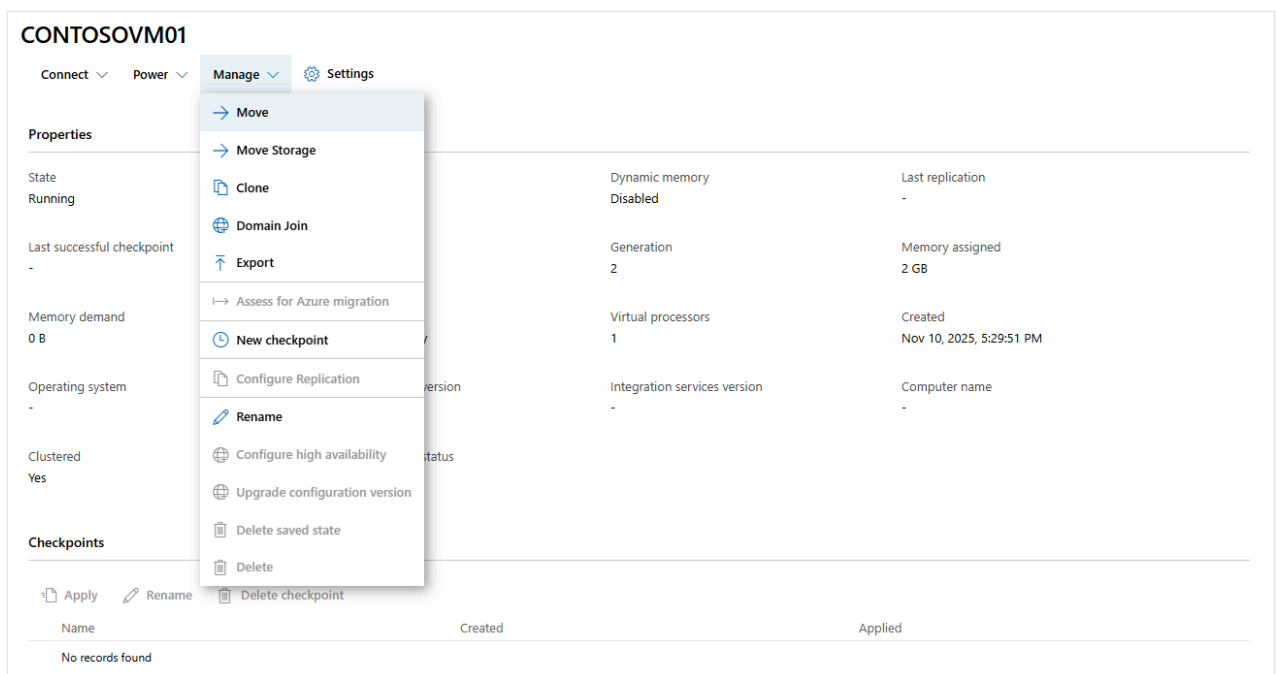 CONTOSOVM01
Connect Power Manage Settings
Move
Move Storage
Clone
Domain Join
Export
Assess for Azure migration
New checkpoint
Configure Replication
Rename
Configure high availability
Upgrade configuration version
Delete saved state
Delete
Properties
State Dynamic memory Last replication
Running Disabled -
Last successful checkpoint Generation Memory assigned
- 2 2 GB
Memory demand Virtual processors Created
0 B 1 Nov 10, 2025, 5:29:51 PM
Operating system version Integration services version Computer name
- - -
Clustered status
Yes
Checkpoints
Apply Rename Delete checkpoint
Name Created Applied
No records found